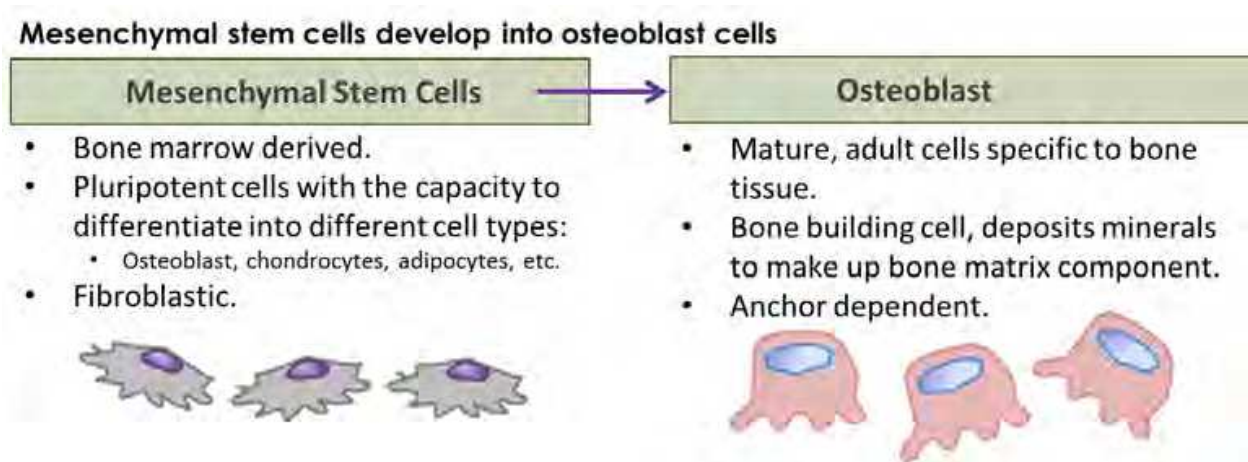 Mesenchymal stem cells develop into osteoblast cells
Mesenchymal Stem Cells
• Bone marrow derived.
• Pluripotent cells with the capacity to
differentiate into different cell types:
• Osteoblast, chondrocytes, adipocytes, etc.
• Fibroblastic.
Osteoblast
• Mature, adult cells specific to bone
tissue.
• Bone building cell, deposits minerals
to make up bone matrix component.
• Anchor dependent.